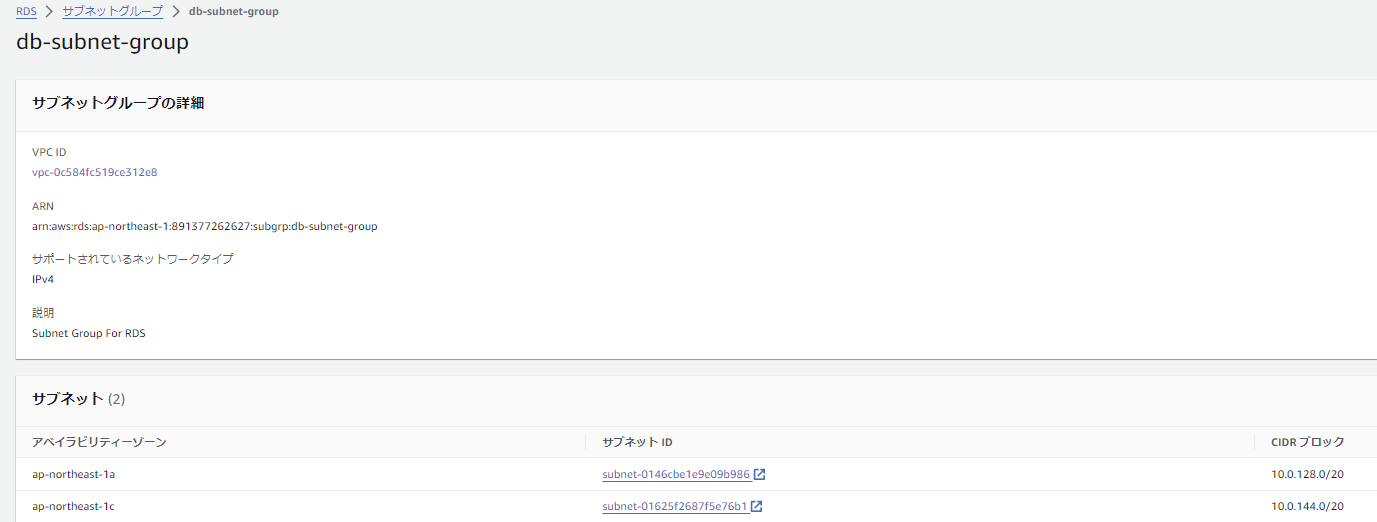 RDS > サブネットグループ > db-subnet-group
db-subnet-group
サブネットグループの詳細
VPC ID
vpc-0c584fc519ce312e8
ARN
arn:aws:rds:ap-northeast-1:891377262627:subgrp:db-subnet-group
サポートされているネットワークタイプ
IPv4
説明
Subnet Group For RDS
サブネット (2)
アベイラビリティーゾーン サブネット ID CIDR ブロック
ap-northeast-1a subnet-0146cbe1e9e09b986 10.0.128.0/20
ap-northeast-1c subnet-01625f2687f5e76b1 10.0.144.0/20